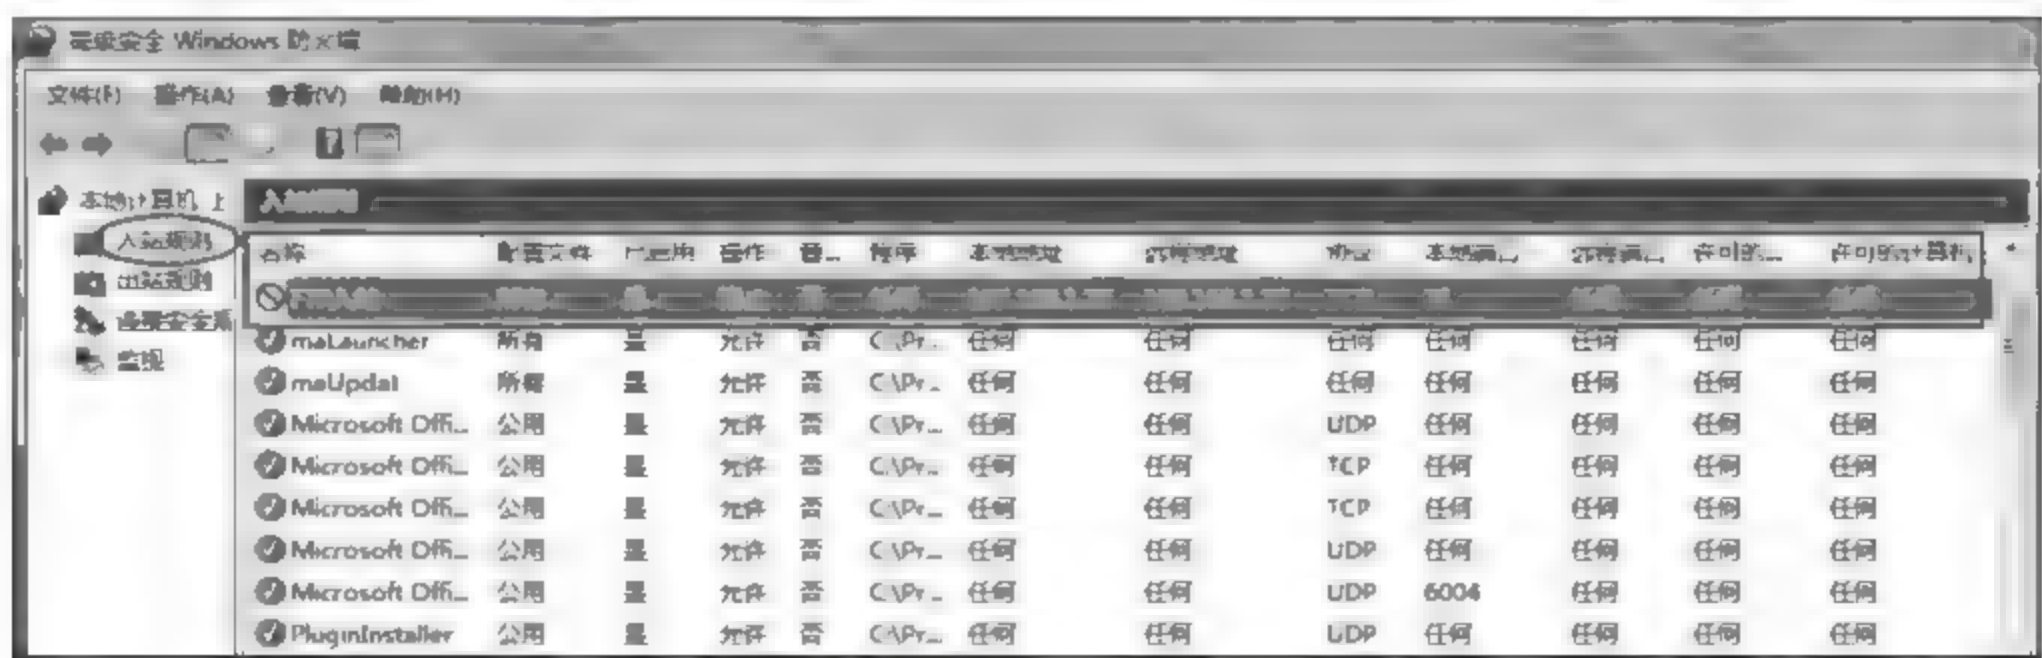 高级安全 Windows 防火墙
文件(F) 操作(A) 查看(V) 帮助(H)
本地计算机 上
入站规则
出站规则
连接安全规
监视
入站规则
名称 配置文件 已启用 操作 替... 程序 本地地址 远程地址 协议 本地端口 远程端口 许可的... 许可的计算机
maLauncher 所有 是 允许 否 C:\Pr... 任何 任何 任何 任何 任何 任何 任何
maUpdat 所有 是 允许 否 C:\Pr... 任何 任何 任何 任何 任何 任何 任何
Microsoft Offi... 公用 是 允许 否 C:\Pr... 任何 任何 UDP 任何 任何 任何 任何
Microsoft Offi... 公用 是 允许 否 C:\Pr... 任何 任何 TCP 任何 任何 任何 任何
Microsoft Offi... 公用 是 允许 否 C:\Pr... 任何 任何 TCP 任何 任何 任何 任何
Microsoft Offi... 公用 是 允许 否 C:\Pr... 任何 任何 UDP 任何 任何 任何 任何
Microsoft Offi... 公用 是 允许 否 C:\Pr... 任何 任何 UDP 6004 任何 任何 任何
PluginInstaller 公用 是 允许 否 C:\Pr... 任何 任何 UDP 任何 任何 任何 任何